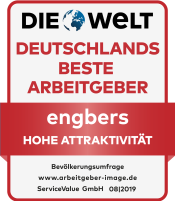 DIE WELT
DEUTSCHLANDS
BESTE
ARBEITGEBER
engbers
HOHE ATTRAKTIVITÄT
Bevölkerungsumfrage
www.arbeitgeber-image.de
ServiceValue GmbH 08|2019